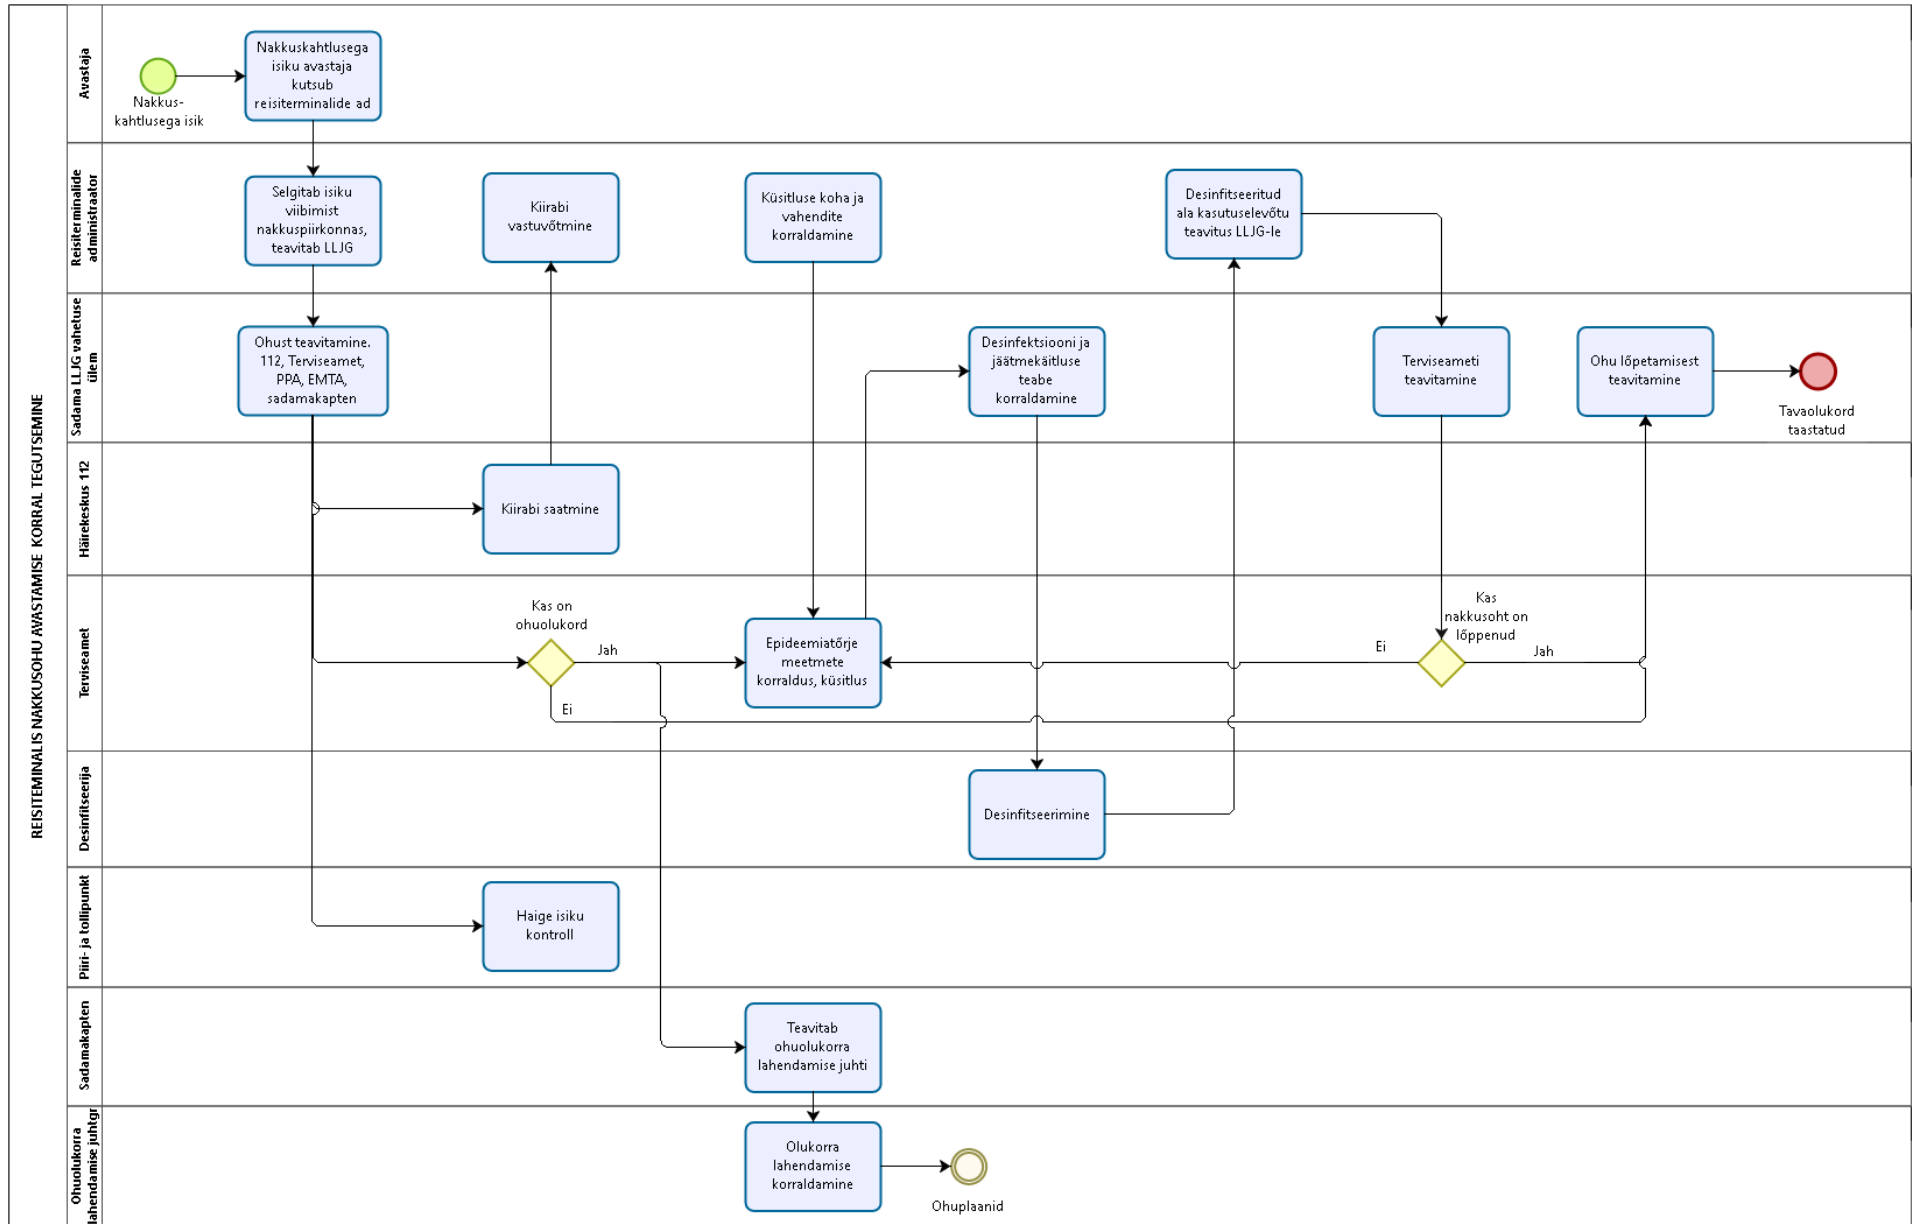 REISITEMINALIS NAKKUSOHU AVASTAMISE KORRAL TEGUTSEMINE
Avastaja
Nakkus-
kahtlusega isik
Nakkuskahtlusega
isiku avastaja
kutsub
reisiterminalide ad
Reisiterminalide
administraator
Selgitab isiku
viibimist
nakkuspiirkonnas,
teavitab LLJG
Kiirabi
vastuvõtmine
Küsitluse koha ja
vahendite
korraldamine
Desinfitseeritud
ala kasutuselevõtu
teavitus LLJG-le
Sadama LLJG vahetuse
ülem
Ohust teavitamine.
112, Terviseamet,
PPA, EMTA,
sadamakapten
Desinfektsiooni ja
jäätmekäitluse
teabe
korraldamine
Terviseameti
teavitamine
Ohu lõpetamisest
teavitamine
Tavaolukord
taastatud
Häirekeskus 112
Kiirabi saatmine
Terviseamet
Kas on
ohuolukord
Jah
Ei
Epideemiatõrje
meetmete
korraldus, küsitlus
Kas
nakkusoht on
lõppenud
Ei
Jah
Desinfitseerija
Desinfitseerimine
Piiri- ja tollipunkt
Haige isiku
kontroll
Sadamakapten
Teavitab
ohuolukorra
lahendamise juhti
Ohuolukorra
lahendamise juhtgr
Olukorra
lahendamise
korraldamine
Ohuplaanid